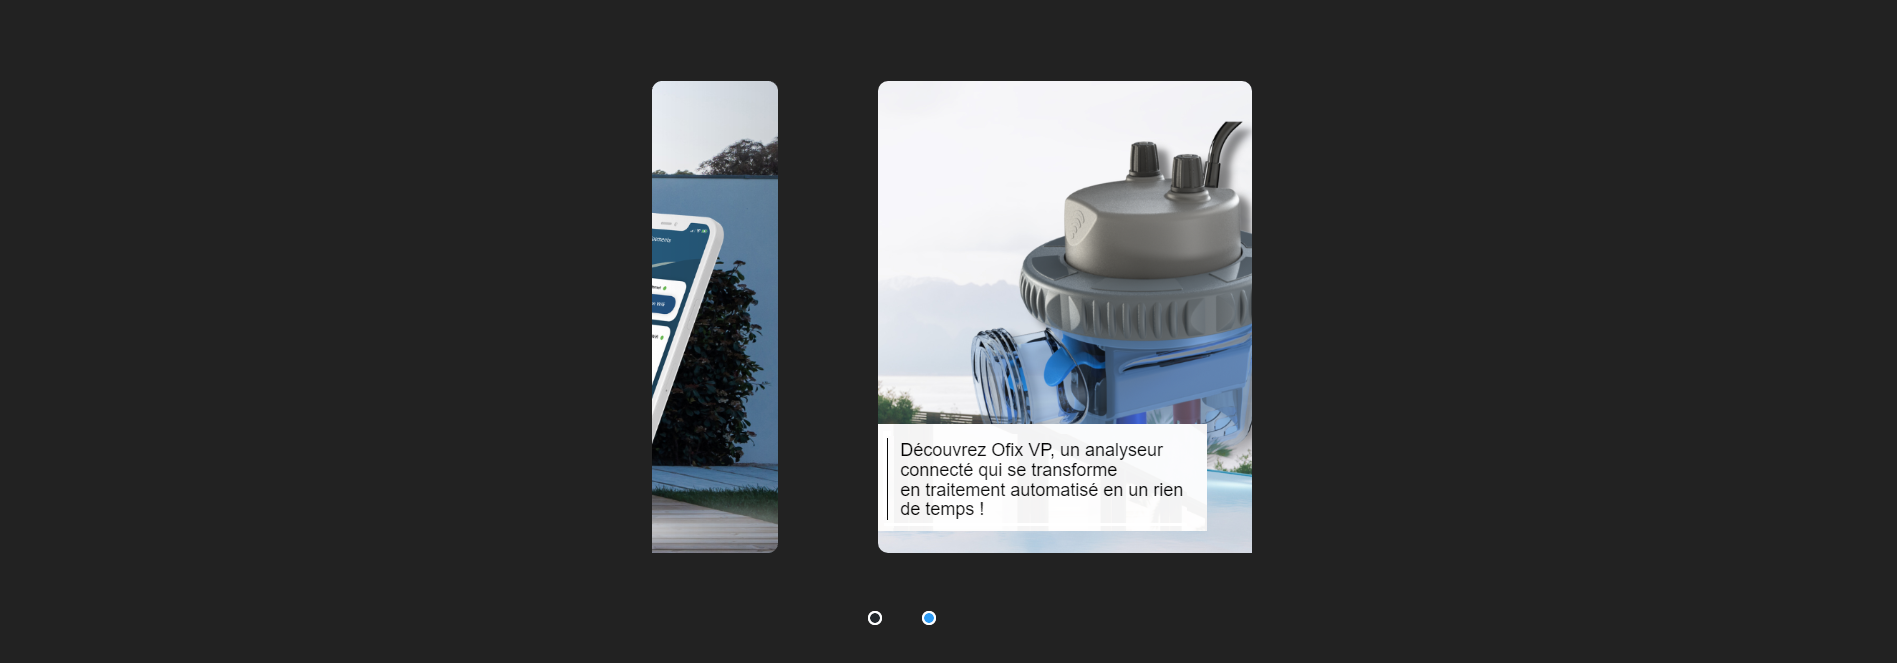 Découvrez Ofix VP, un analyseur
connecté qui se transforme
en traitement automatisé en un rien
de temps !